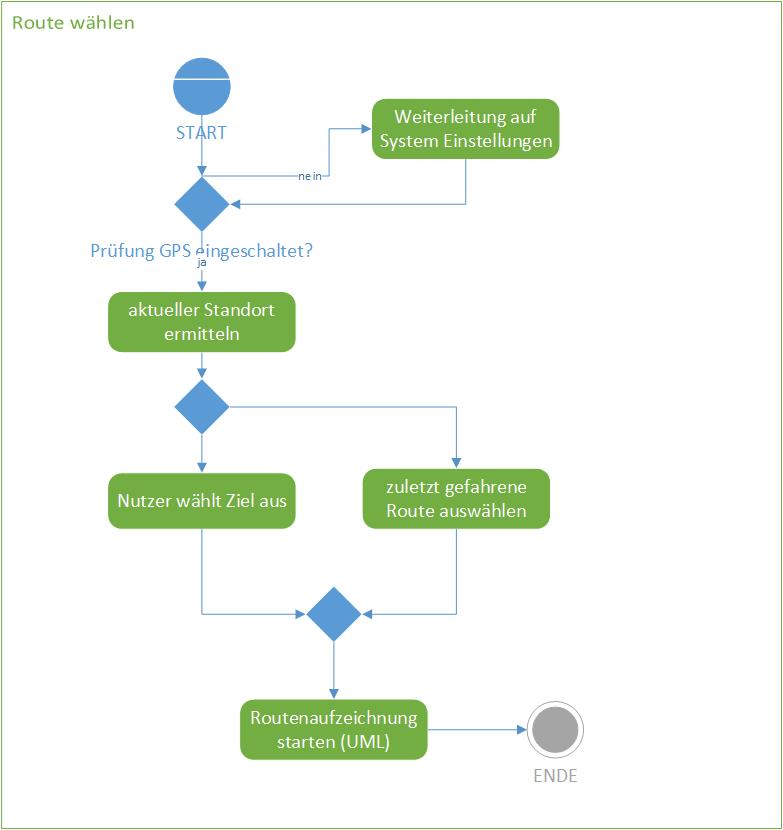 Route wählen
START
Weiterleitung auf
System Einstellungen
nein
Prüfung GPS eingeschaltet?
ja
aktueller Standort
ermitteln
Nutzer wählt Ziel aus
zuletzt gefahrene
Route auswählen
Routenaufzeichnung
starten (UML)
ENDE